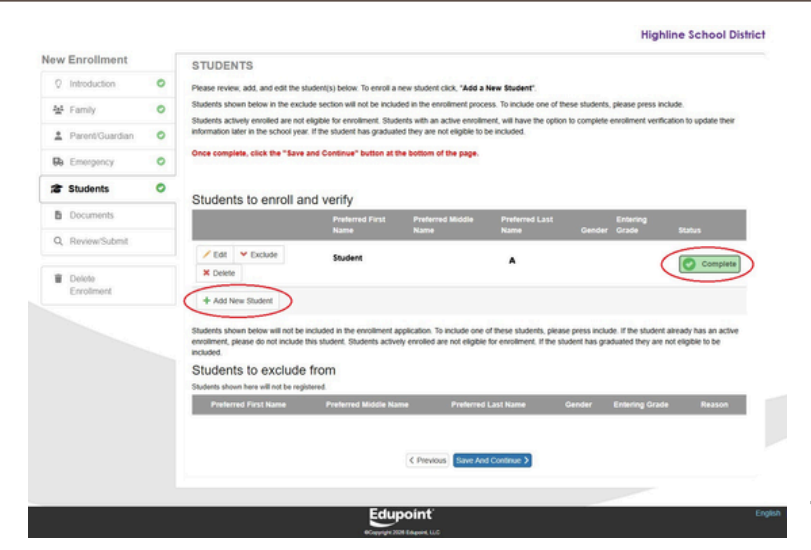 Highline School District
New Enrollment
Introduction
Family
Parent/Guardian
Emergency
Students
Documents
Review/Submit
Delete
Enrollment
STUDENTS
Please review, add, and edit the student(s) below. To enroll a new student click, "Add a New Student".
Students shown below in the exclude section will not be included in the enrollment process. To include one of these students, please press include.
Students actively enrolled are not eligible for enrollment. Students with an active enrollment, will have the option to complete enrollment verification to update their
information later in the school year. If the student has graduated they are not eligible to be included.
Once complete, click the "Save and Continue" button at the bottom of the page.
Students to enroll and verify
Preferred First Name Preferred Middle Name Preferred Last Name Gender Entering Grade Status
Edit Exclude Student A Complete
Delete
Add New Student
Students shown below will not be included in the enrollment application. To include one of these students, please press include. If the student already has an active
enrollment, please do not include this student. Students actively enrolled are not eligible for enrollment. If the student has graduated they are not eligible to be
included.
Students to exclude from
Students shown here will not be registered
Preferred First Name Preferred Middle Name Preferred Last Name Gender Entering Grade Reason
Previous Save And Continue
Edupoint
©Copyright 2026 Edupoint, LLC
English